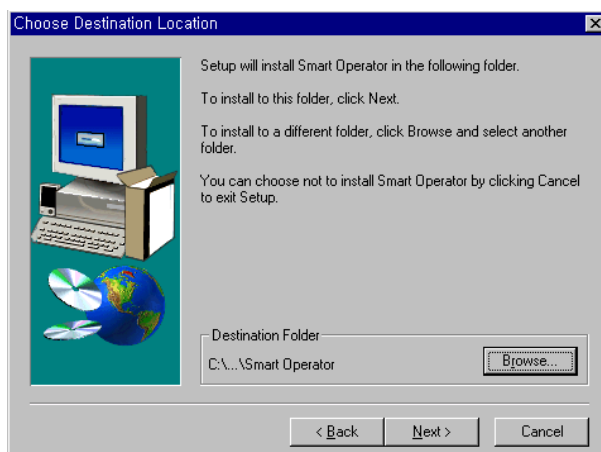 Choose Destination Location
Setup will install Smart Operator in the following folder.
To install to this folder, click Next.
To install to a different folder, click Browse and select another
folder.
You can choose not to install Smart Operator by clicking Cancel
to exit Setup.
Destination Folder
C:\...\Smart Operator
Browse...
< Back
Next >
Cancel